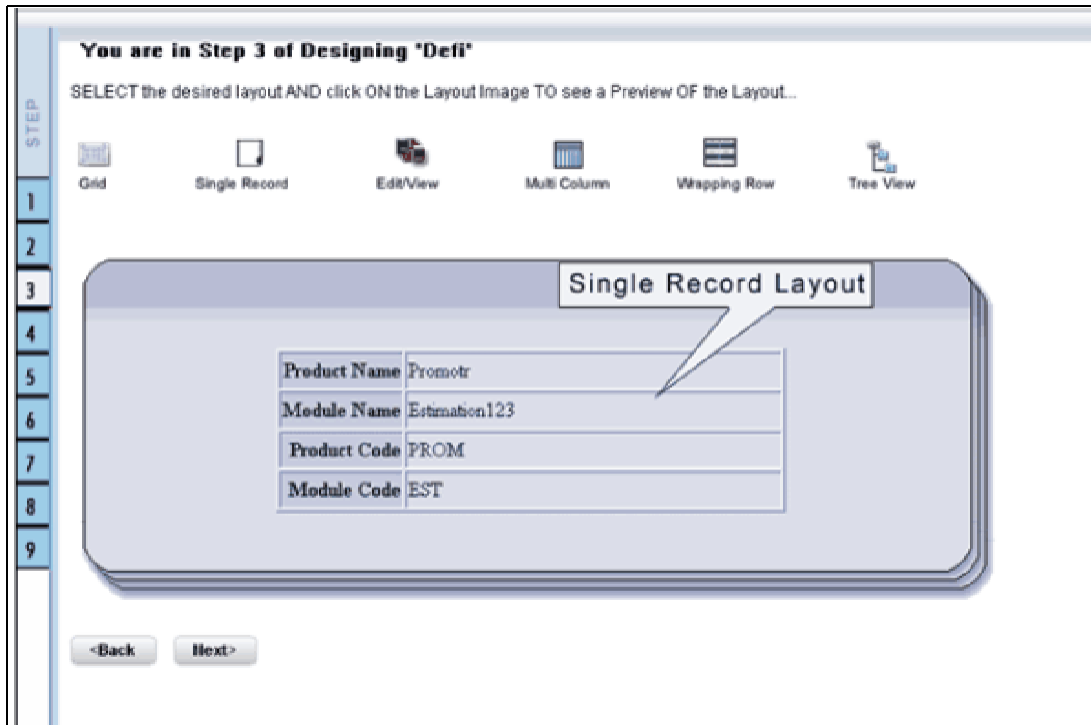 You are in Step 3 of Designing "Defi"
SELECT the desired layout AND click ON the Layout Image TO see a Preview OF the Layout...
STEP
Grid Single Record Edit/View Multi Column Wrapping Row Tree View
1
2
3
4
5
6
7
8
9
Single Record Layout
Product Name Promotr
Module Name Estimation123
Product Code PROM
Module Code EST
<Back Next>